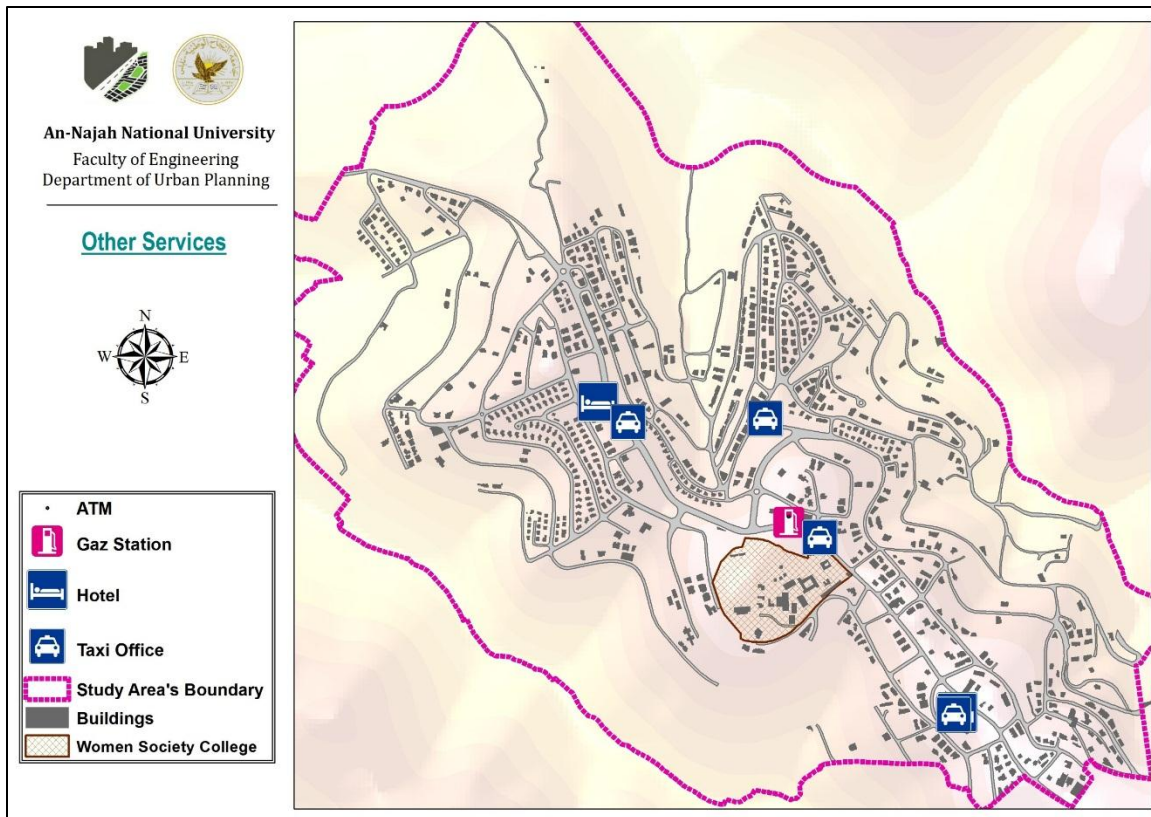 An-Najah National University
Faculty of Engineering
Department of Urban Planning
Other Services
N
W E
S
ATM
Gaz Station
Hotel
Taxi Office
Study Area's Boundary
Buildings
Women Society College